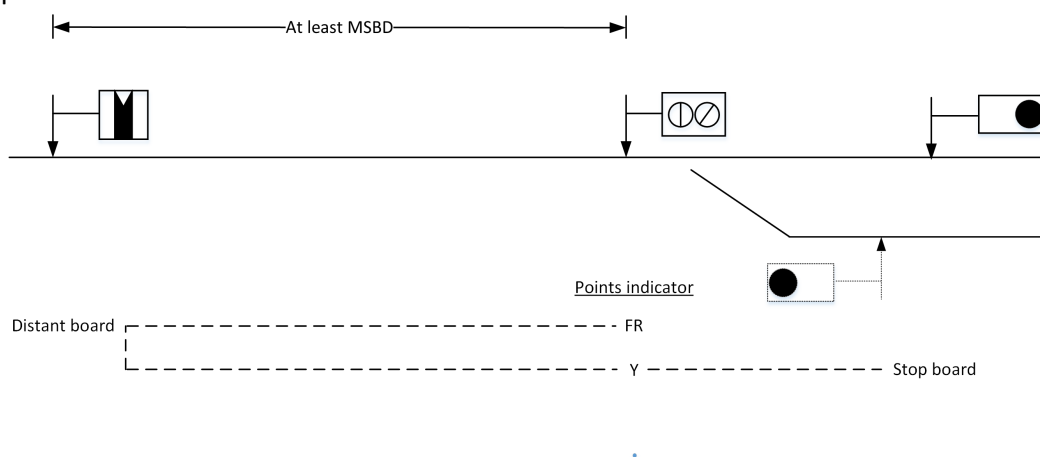 At least MSBD
Points indicator
Distant board
FR
Y
Stop board